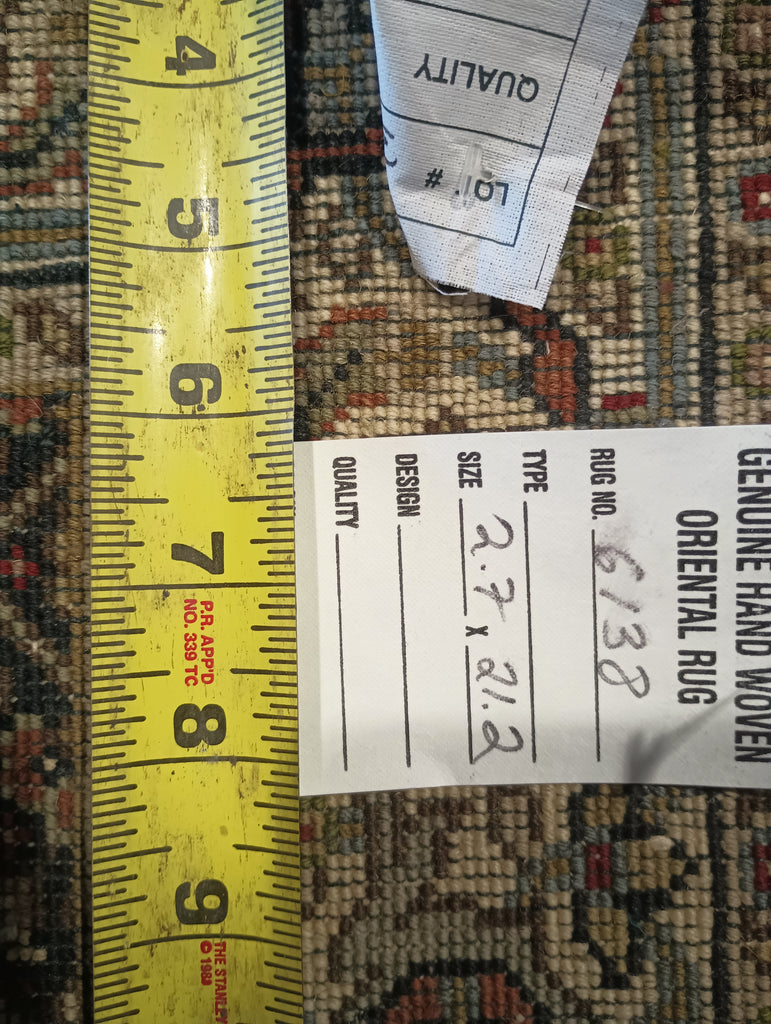 4
5
6
7
P.R. APP'D
NO. 339 TC
8
9
THE STANLEY
© 1989
QUALITY
LOT #
GENUINE HAND WOVEN
ORIENTAL RUG
RUG NO. 6138
TYPE
SIZE 2.7 X 21.2
DESIGN
QUALITY